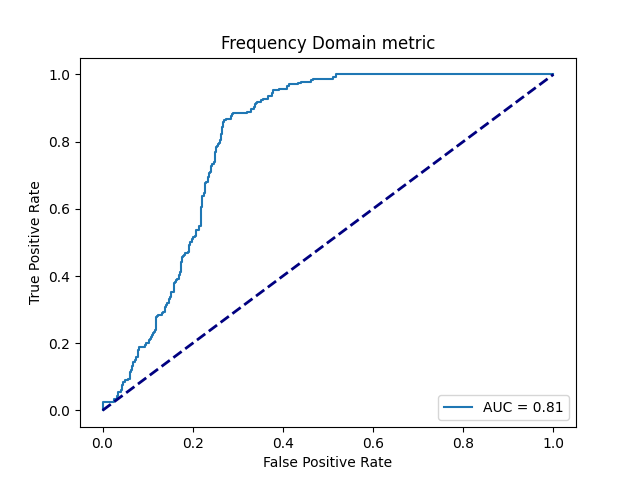 Frequency Domain metric
True Positive Rate
1.0
0.8
0.6
0.4
0.2
0.0
AUC = 0.81
0.0 0.2 0.4 0.6 0.8 1.0
False Positive Rate